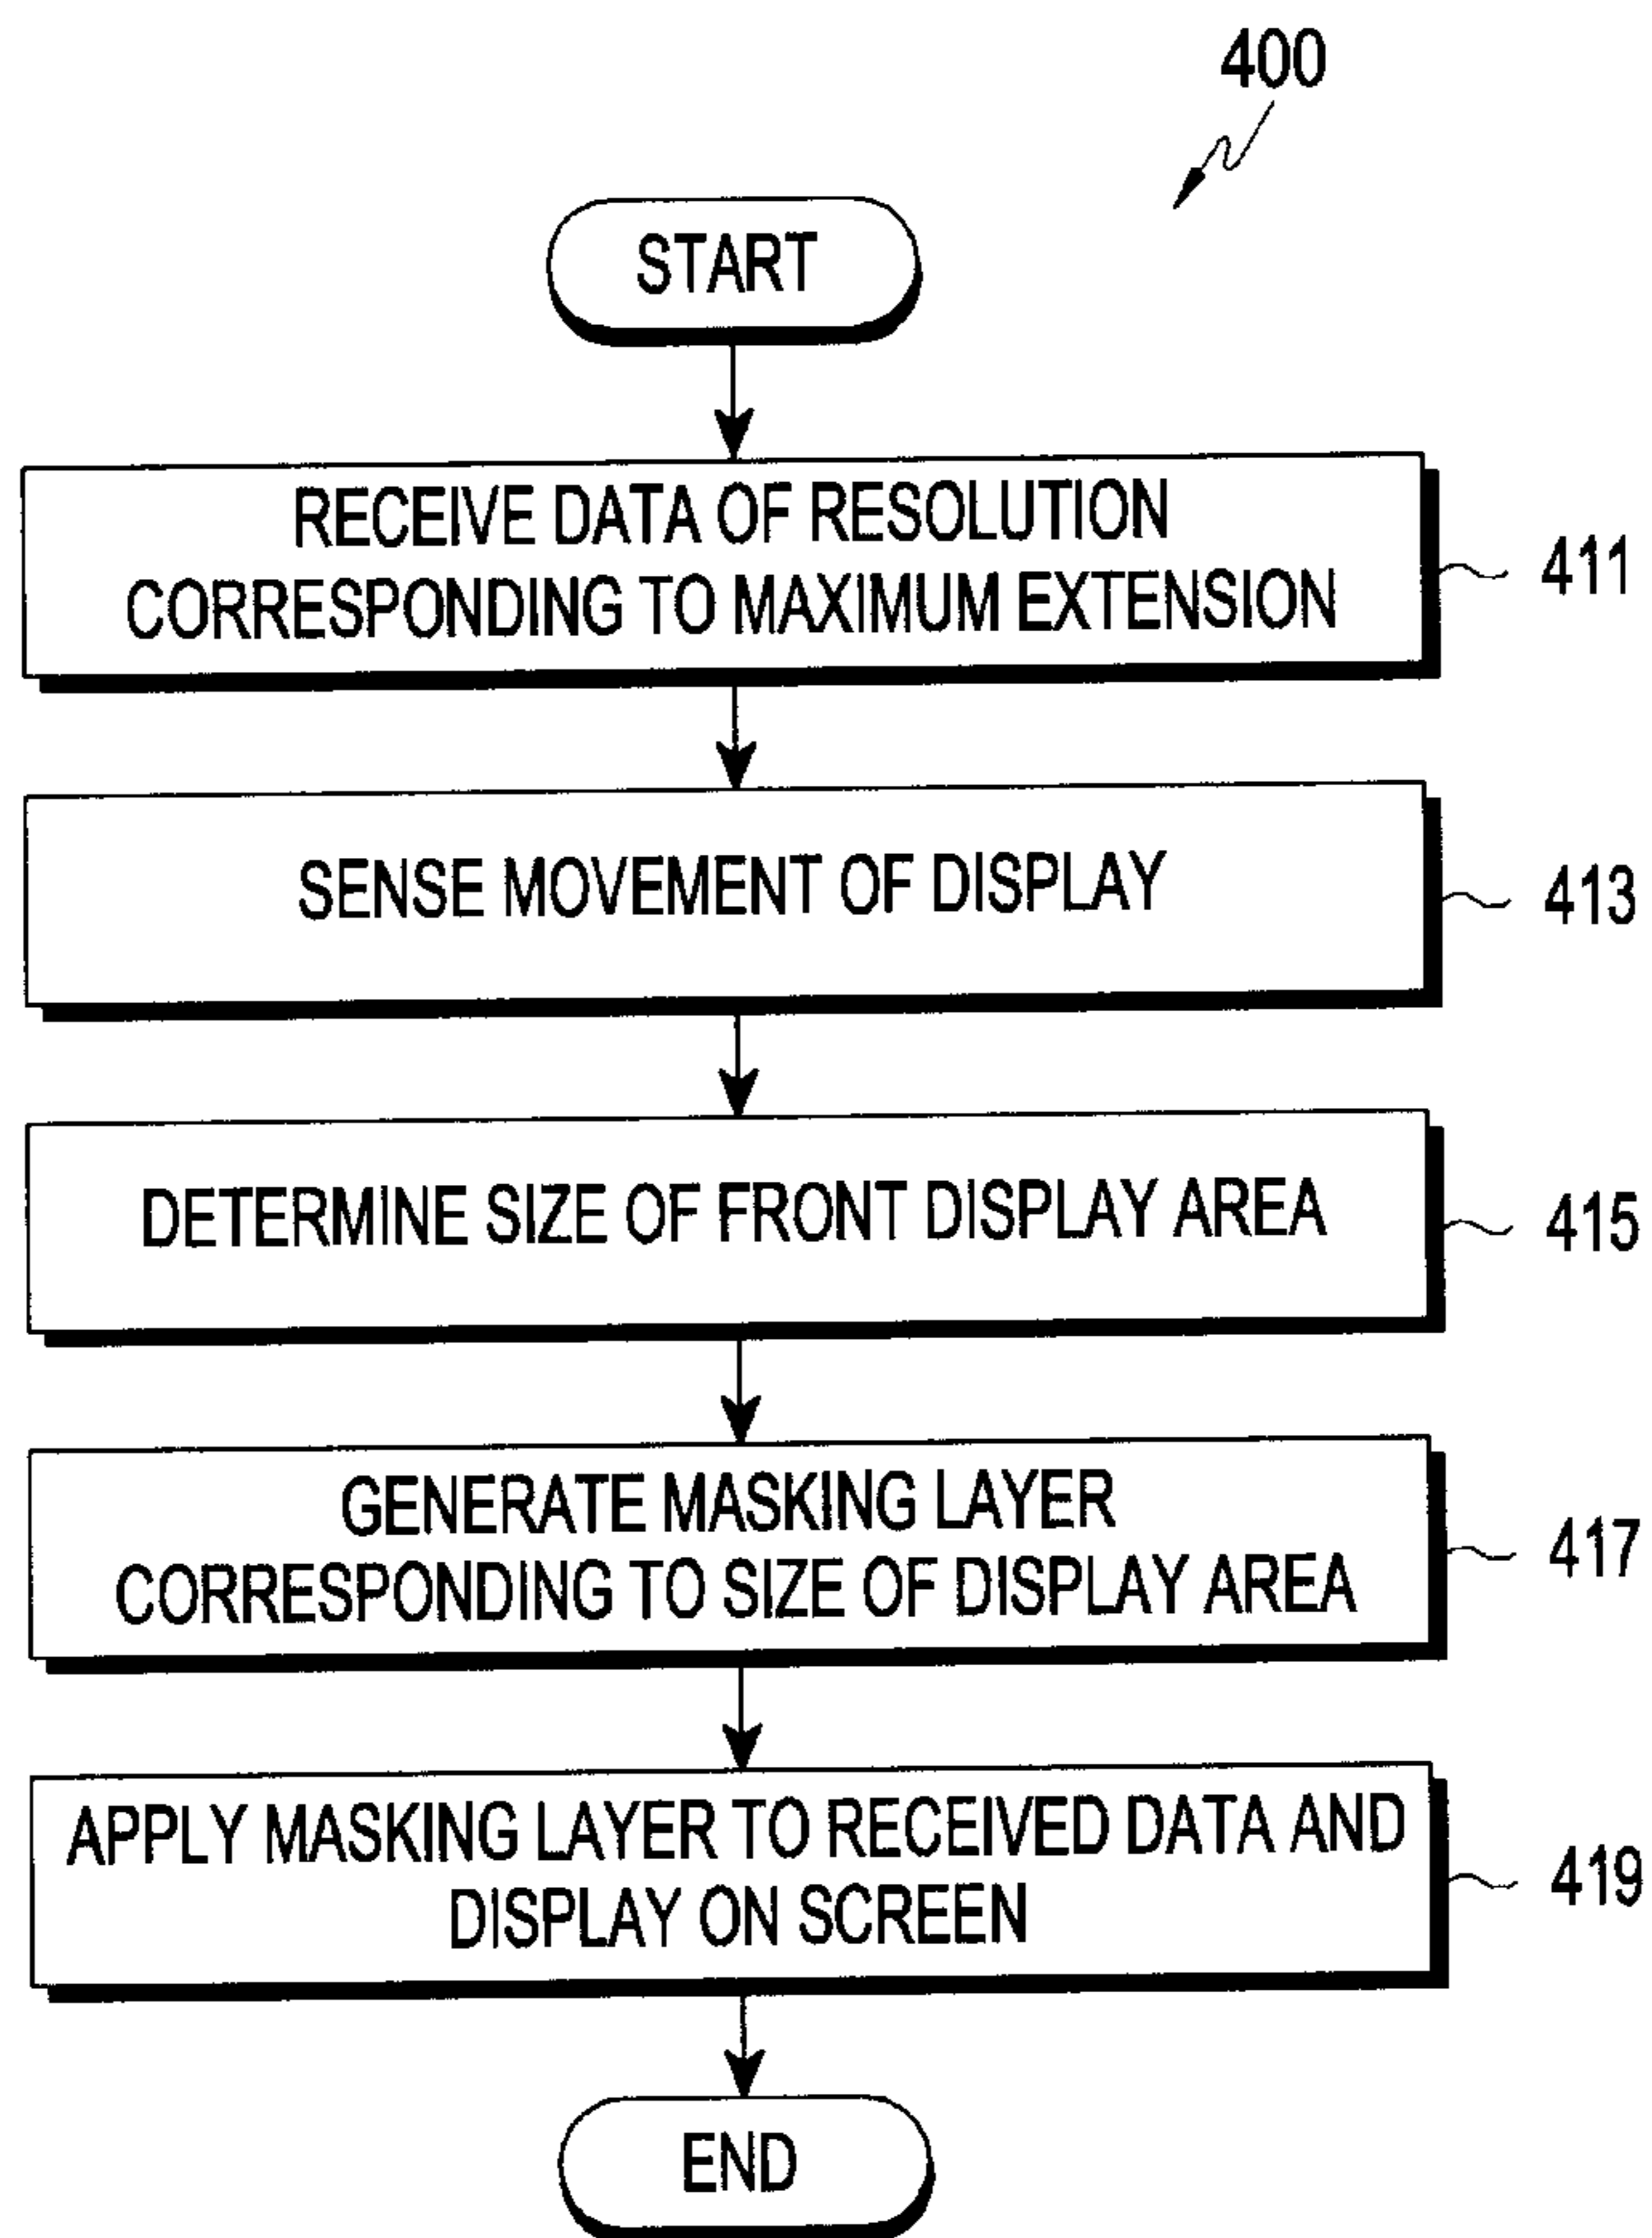 400
START
RECEIVE DATA OF RESOLUTION
CORRESPONDING TO MAXIMUM EXTENSION
411
SENSE MOVEMENT OF DISPLAY
413
DETERMINE SIZE OF FRONT DISPLAY AREA
415
GENERATE MASKING LAYER
CORRESPONDING TO SIZE OF DISPLAY AREA
417
APPLY MASKING LAYER TO RECEIVED DATA AND
DISPLAY ON SCREEN
419
END